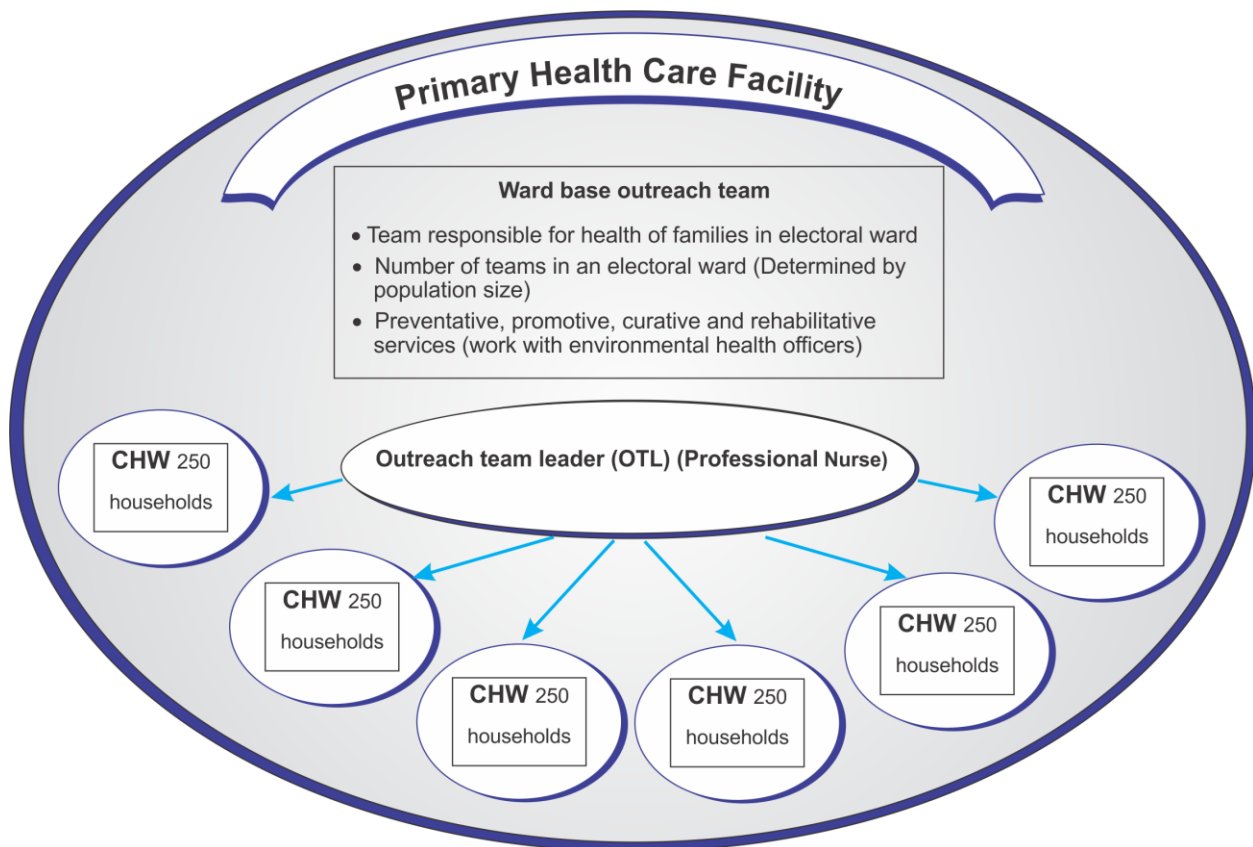 Primary Health Care Facility
Ward base outreach team
• Team responsible for health of families in electoral ward
• Number of teams in an electoral ward (Determined by
population size)
• Preventative, promotive, curative and rehabilitative
services (work with environmental health officers)
Outreach team leader (OTL) (Professional Nurse)
CHW 250
households
CHW 250
households
CHW 250
households
CHW 250
households
CHW 250
households
CHW 250
households